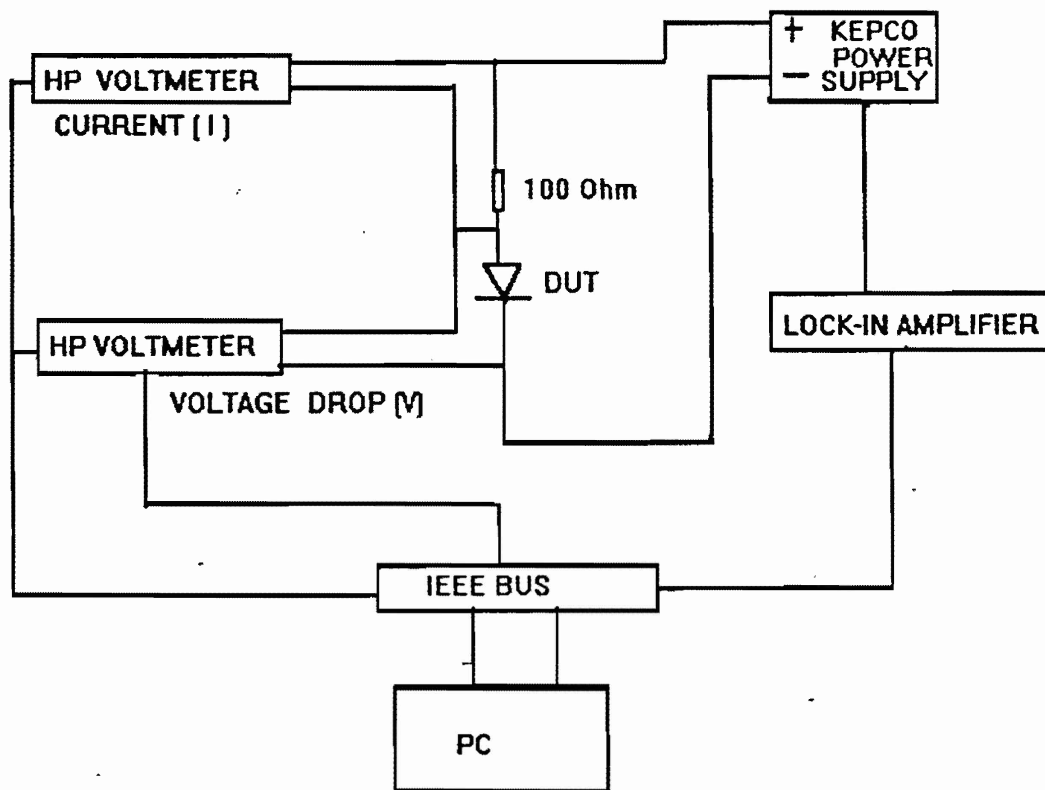 + KEPCO
POWER
− SUPPLY
HP VOLTMETER
CURRENT (I)
100 Ohm
DUT
HP VOLTMETER
LOCK-IN AMPLIFIER
VOLTAGE DROP (V)
IEEE BUS
PC